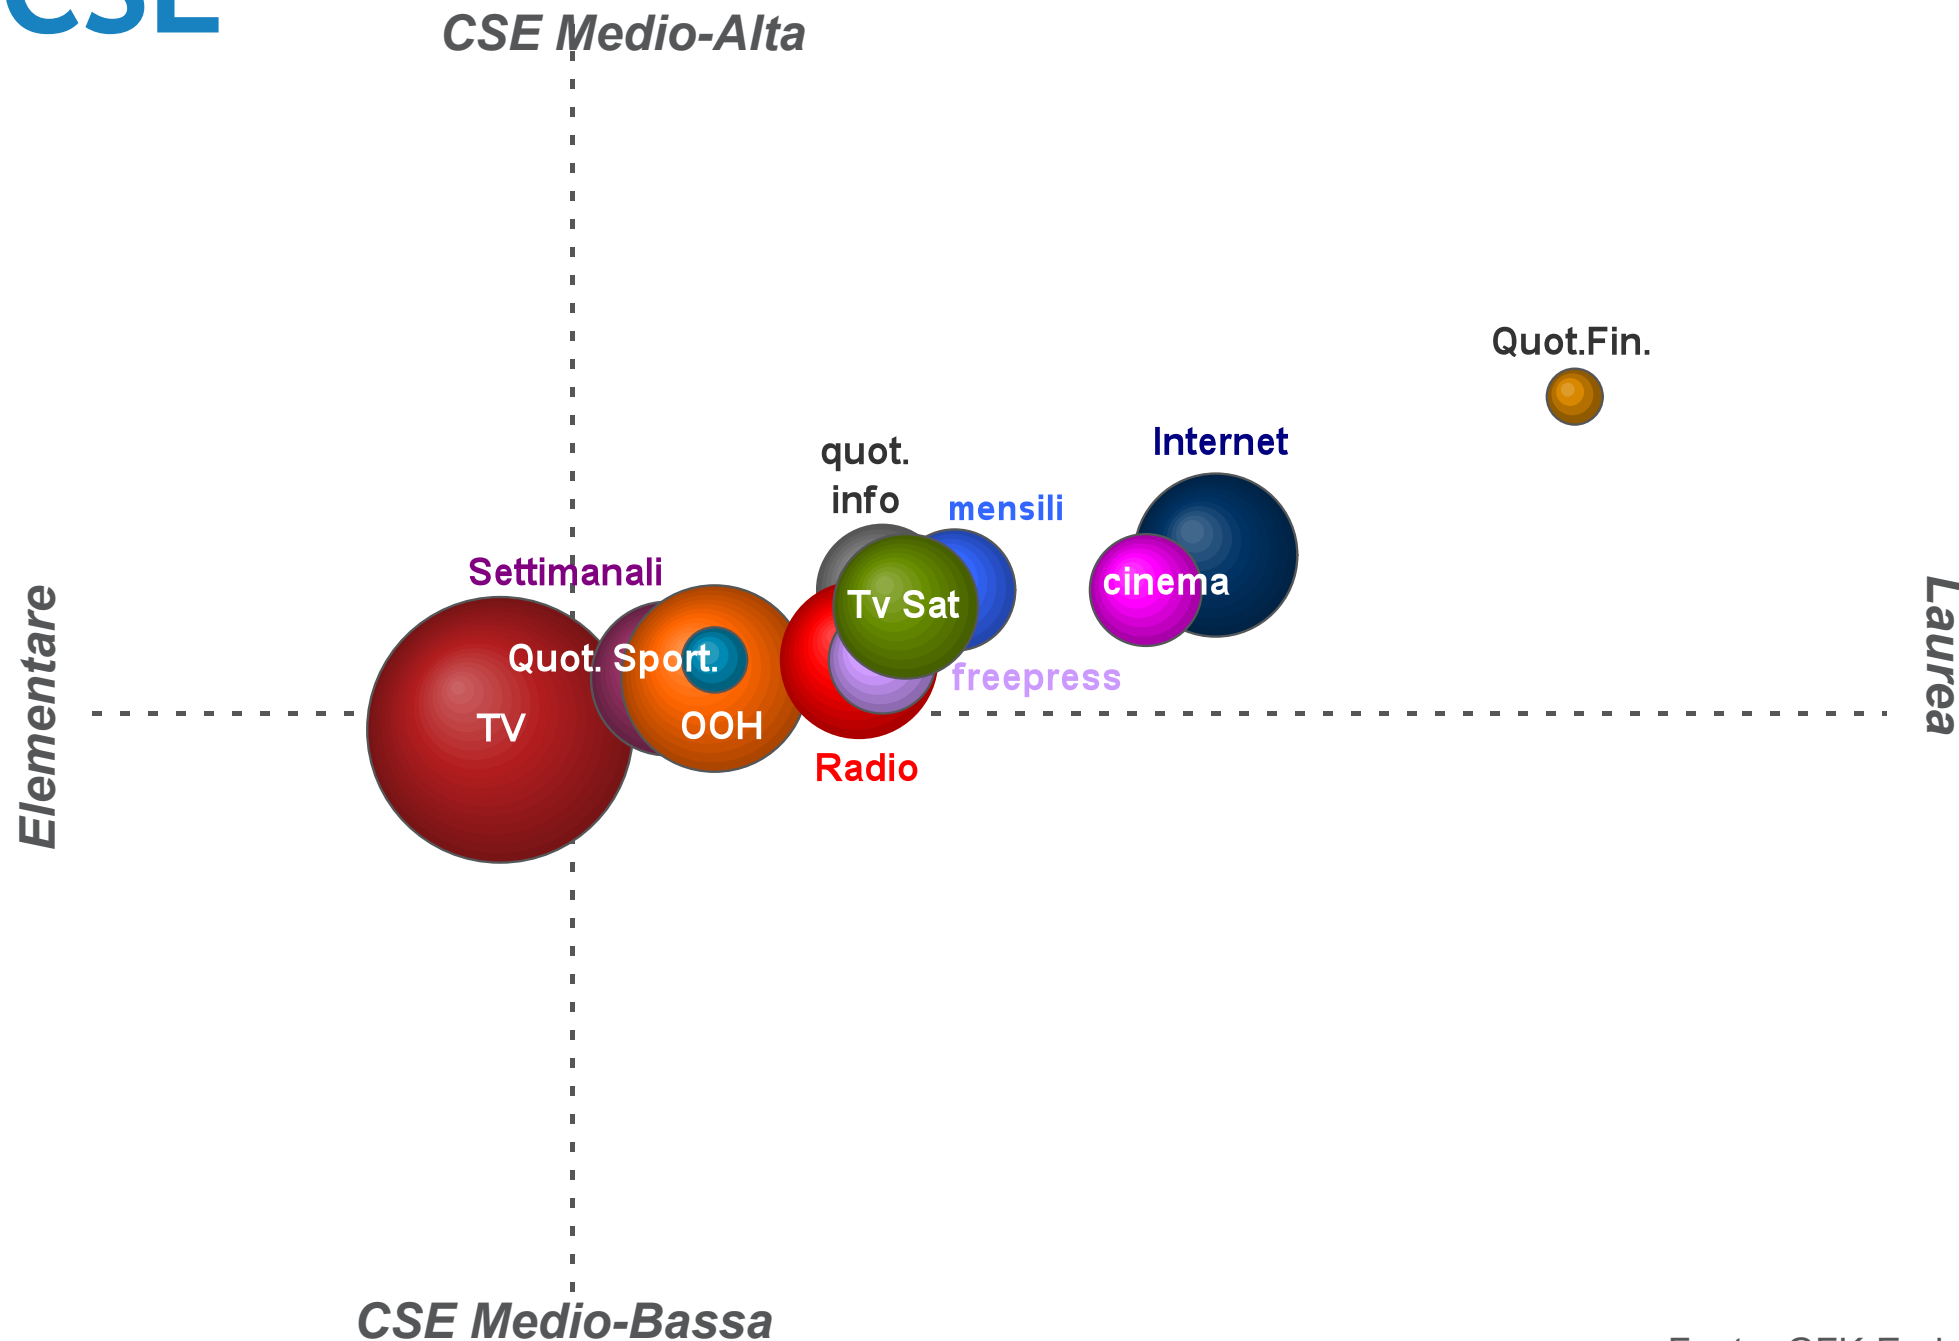 CSE
CSE Medio-Alta
Quot.Fin.
Internet
quot.
info
mensili
Settimanali
cinema
Tv Sat
Quot. Sport.
freepress
TV
OOH
Radio
Elementare
Laurea
CSE Medio-Bassa